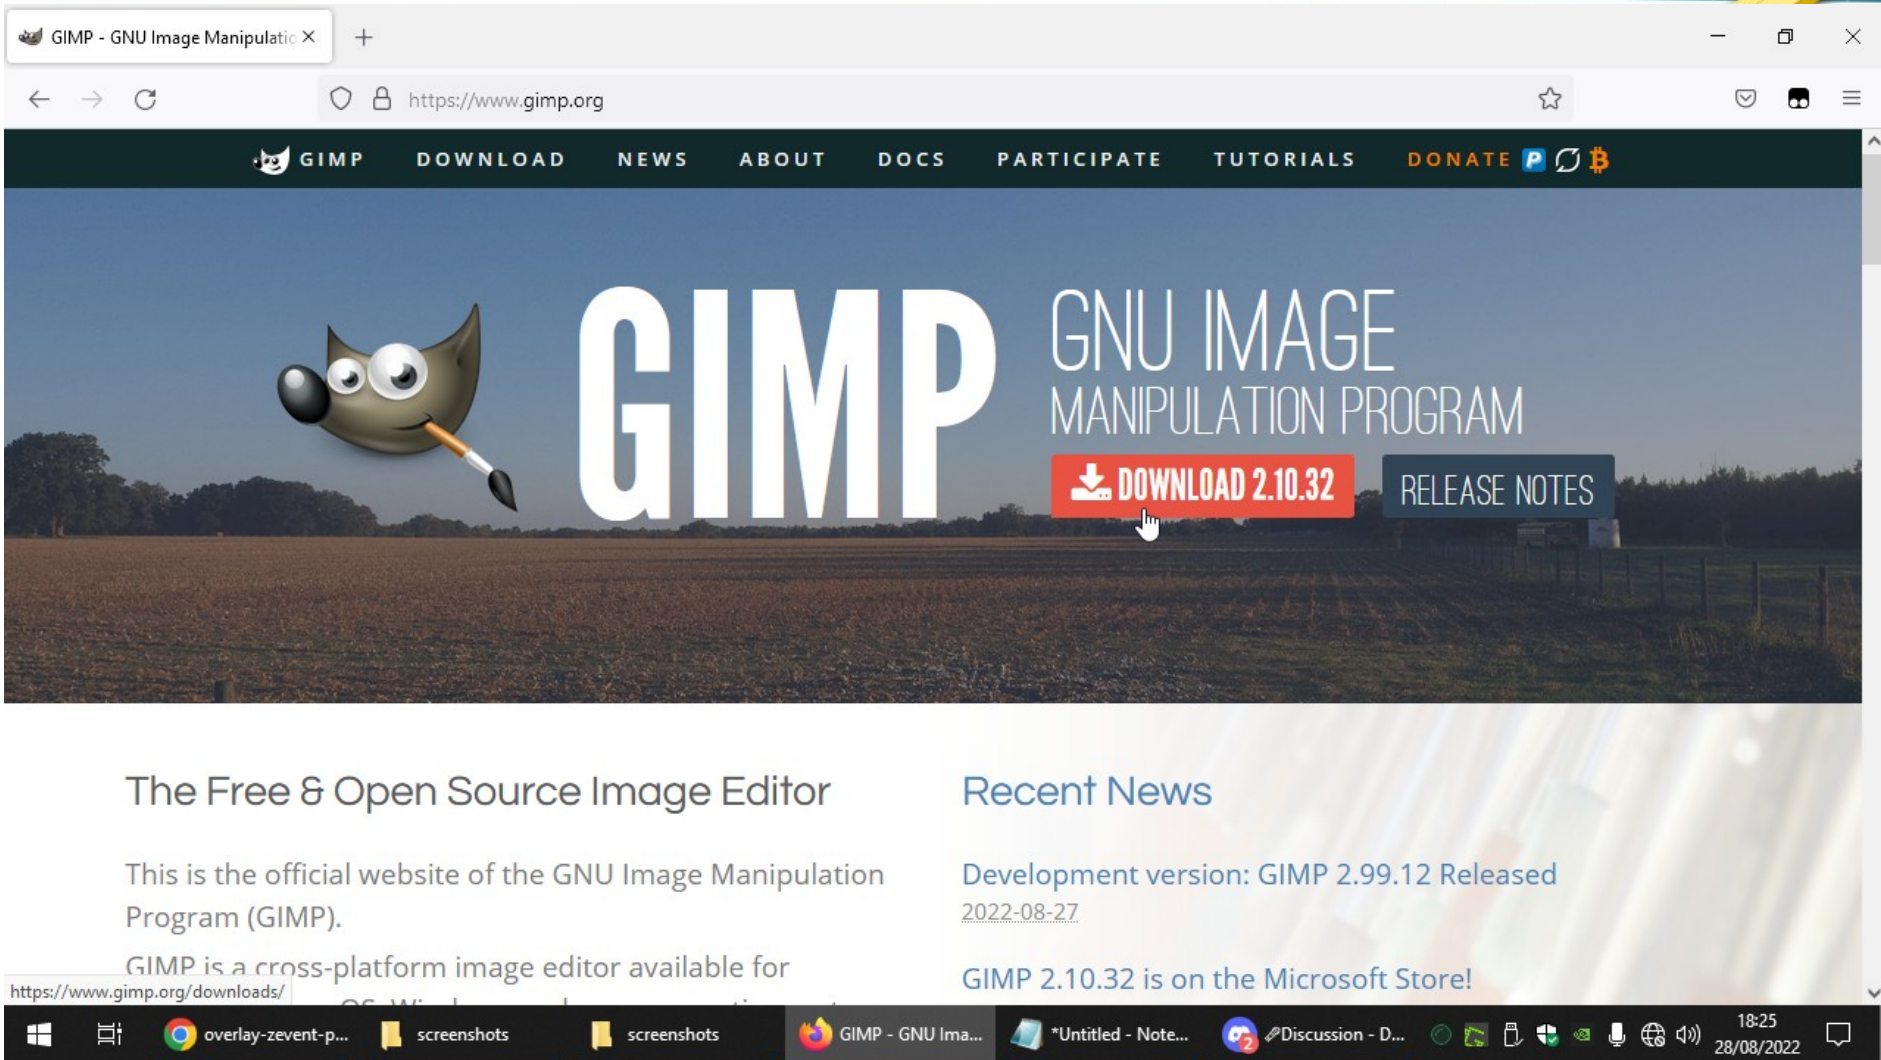 GIMP - GNU Image Manipulatio
https://www.gimp.org
GIMP DOWNLOAD NEWS ABOUT DOCS PARTICIPATE TUTORIALS DONATE
GIMP
GNU IMAGE
MANIPULATION PROGRAM
DOWNLOAD 2.10.32
RELEASE NOTES
The Free & Open Source Image Editor
This is the official website of the GNU Image Manipulation
Program (GIMP).
GIMP is a cross-platform image editor available for
Recent News
Development version: GIMP 2.99.12 Released
2022-08-27
GIMP 2.10.32 is on the Microsoft Store!
https://www.gimp.org/downloads/
overlay-zevent-p... screenshots screenshots GIMP - GNU Ima... *Untitled - Note... 2 Discussion - D... 18:25
28/08/2022